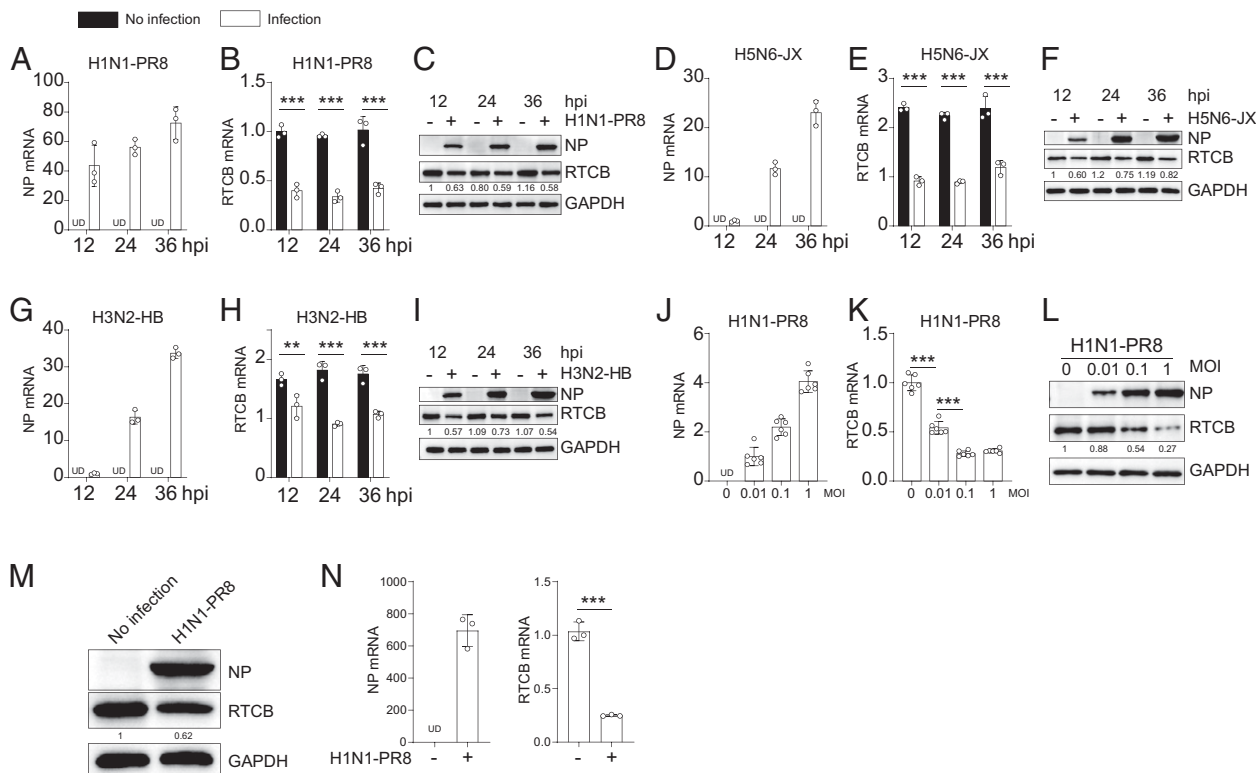 No infection Infection
A
H1N1-PR8
NP mRNA
100
80
60
40
20
0
UD UD UD
12 24 36 hpi
B
H1N1-PR8
RTCB mRNA
1.5
1.0
0.5
0.0
*** *** ***
12 24 36 hpi
C
12 24 36 hpi
- + - + - + H1N1-PR8
NP
RTCB
1 0.63 0.80 0.59 1.16 0.58
GAPDH
D
H5N6-JX
NP mRNA
30
20
10
0
UD UD UD
12 24 36 hpi
E
H5N6-JX
RTCB mRNA
3
2
1
0
*** *** ***
12 24 36 hpi
F
12 24 36 hpi
- + - + - + H5N6-JX
NP
RTCB
1 0.60 1.2 0.75 1.19 0.82
GAPDH
G
H3N2-HB
NP mRNA
40
30
20
10
0
UD UD UD
12 24 36 hpi
H
H3N2-HB
RTCB mRNA
2
1
0
** *** ***
12 24 36 hpi
I
12 24 36 hpi
- + - + - + H3N2-HB
NP
RTCB
1 0.57 1.09 0.73 1.07 0.54
GAPDH
J
H1N1-PR8
NP mRNA
6
4
2
0
UD
0 0.01 0.1 1 MOI
K
H1N1-PR8
RTCB mRNA
1.5
1.0
0.5
0.0
***
***
0 0.01 0.1 1 MOI
L
H1N1-PR8
0 0.01 0.1 1 MOI
NP
RTCB
1 0.88 0.54 0.27
GAPDH
M
No infection H1N1-PR8
NP
RTCB
1 0.62
GAPDH
N
NP mRNA
1000
800
600
400
200
0
UD
H1N1-PR8 - +
RTCB mRNA
1.5
1.0
0.5
0.0
***
- +